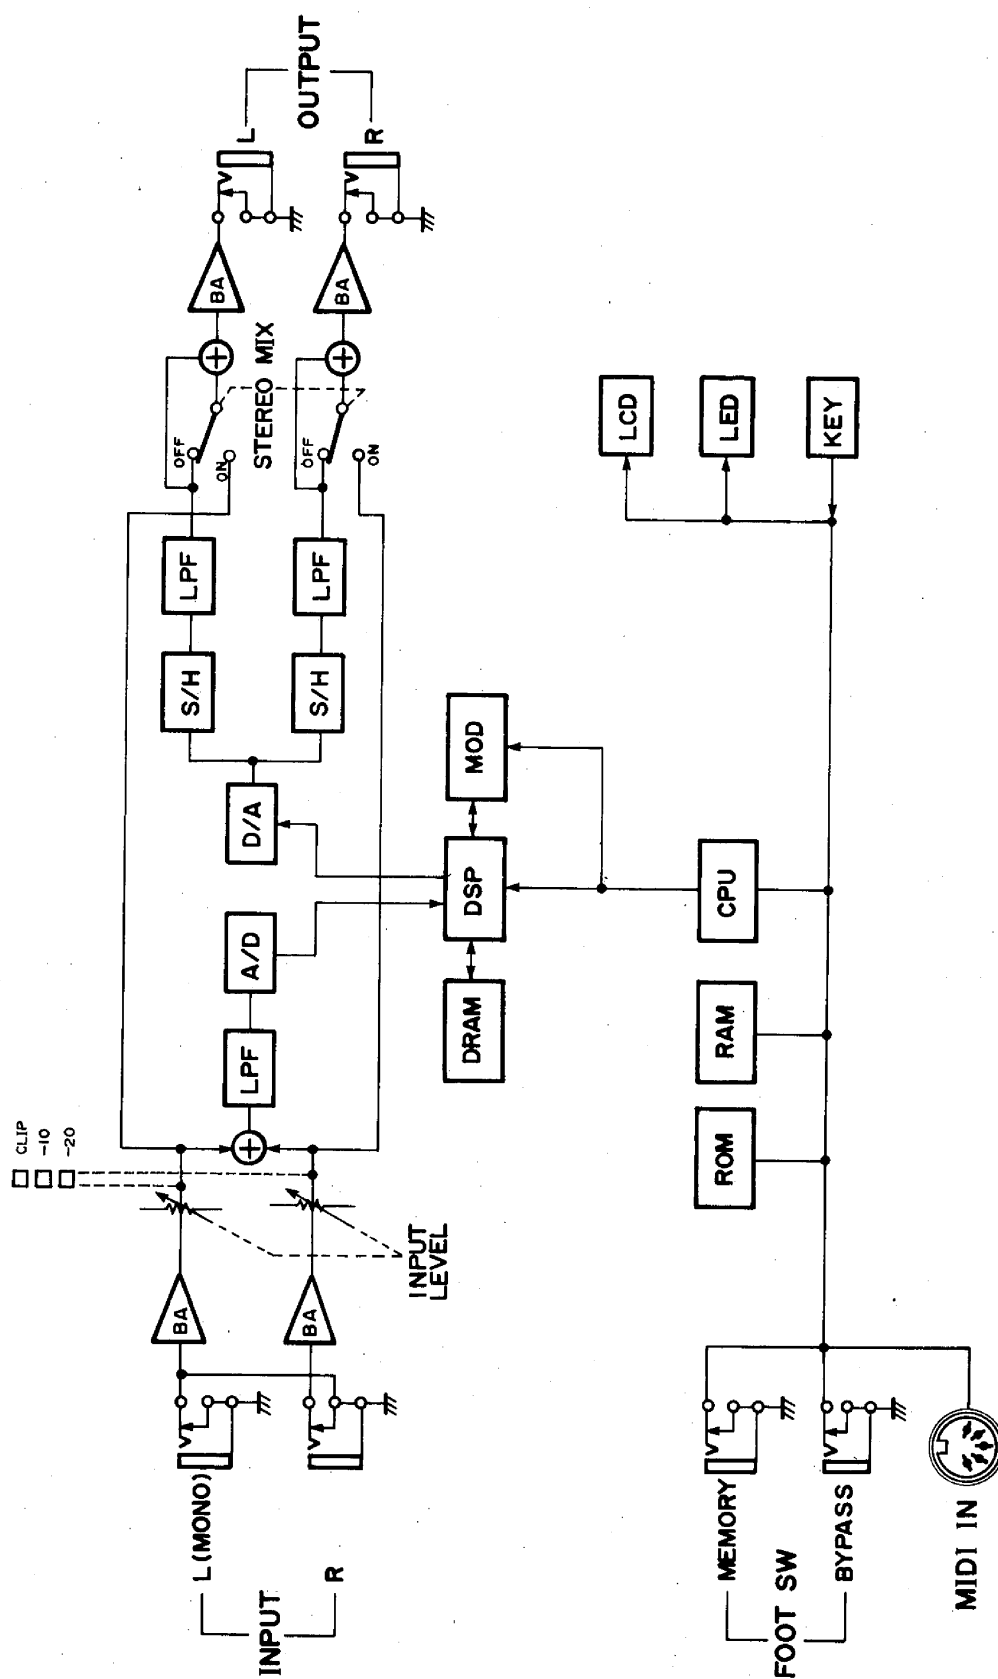 INPUT
L (MONO)
R
BA
BA
INPUT
LEVEL
CLIP
-10
-20
LPF
A/D
D/A
S/H
S/H
LPF
LPF
OFF
ON
OFF
ON
STEREO MIX
BA
BA
L
R
OUTPUT
DRAM
DSP
MOD
FOOT SW
MEMORY
BYPASS
MIDI IN
ROM
RAM
CPU
LCD
LED
KEY
V
V
V
V
V
V